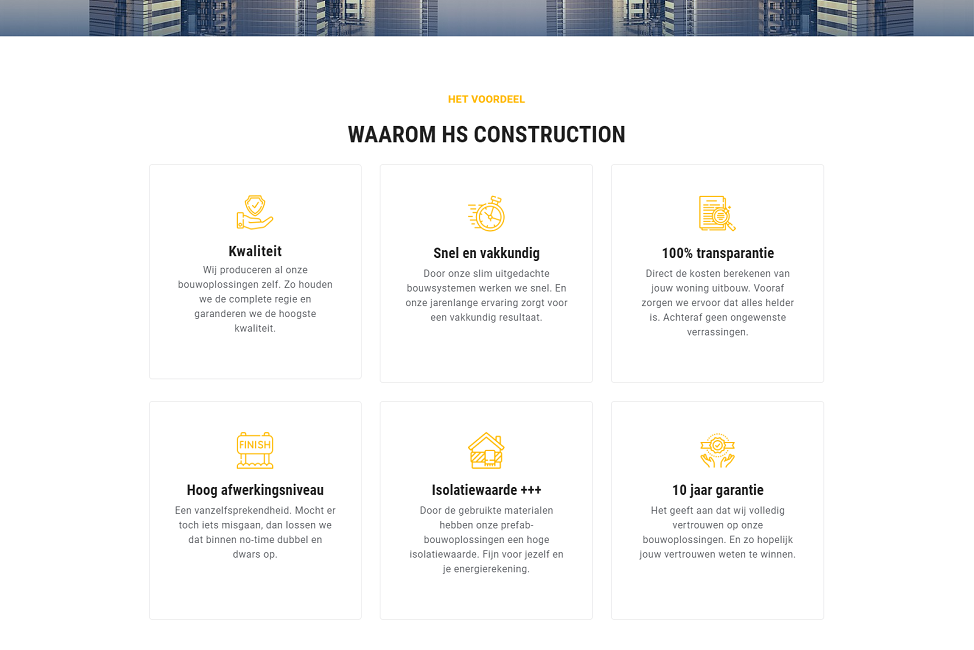 HET VOORDEEL
WAAROM HS CONSTRUCTION
Kwaliteit
Wij produceren al onze
bouwoplossingen zelf. Zo houden
we de complete regie en
garanderen we de hoogste
kwaliteit.
Snel en vakkundig
Door onze slim uitgedachte
bouwsystemen werken we snel. En
onze jarenlange ervaring zorgt voor
een vakkundig resultaat.
100% transparantie
Direct de kosten berekenen van
jouw woning uitbouw. Vooraf
zorgen we ervoor dat alles helder
is. Achteraf geen ongewenste
verrassingen.
FINISH
Hoog afwerkingsniveau
Een vanzelfsprekendheid. Mocht er
toch iets misgaan, dan lossen we
dat binnen no-time dubbel en
dwars op.
Isolatiewaarde +++
Door de gebruikte materialen
hebben onze prefab-
bouwoplossingen een hoge
isolatiewaarde. Fijn voor jezelf en
je energierekening.
10 jaar garantie
Het geeft aan dat wij volledig
vertrouwen op onze
bouwoplossingen. En zo hopelijk
jouw vertrouwen weten te winnen.